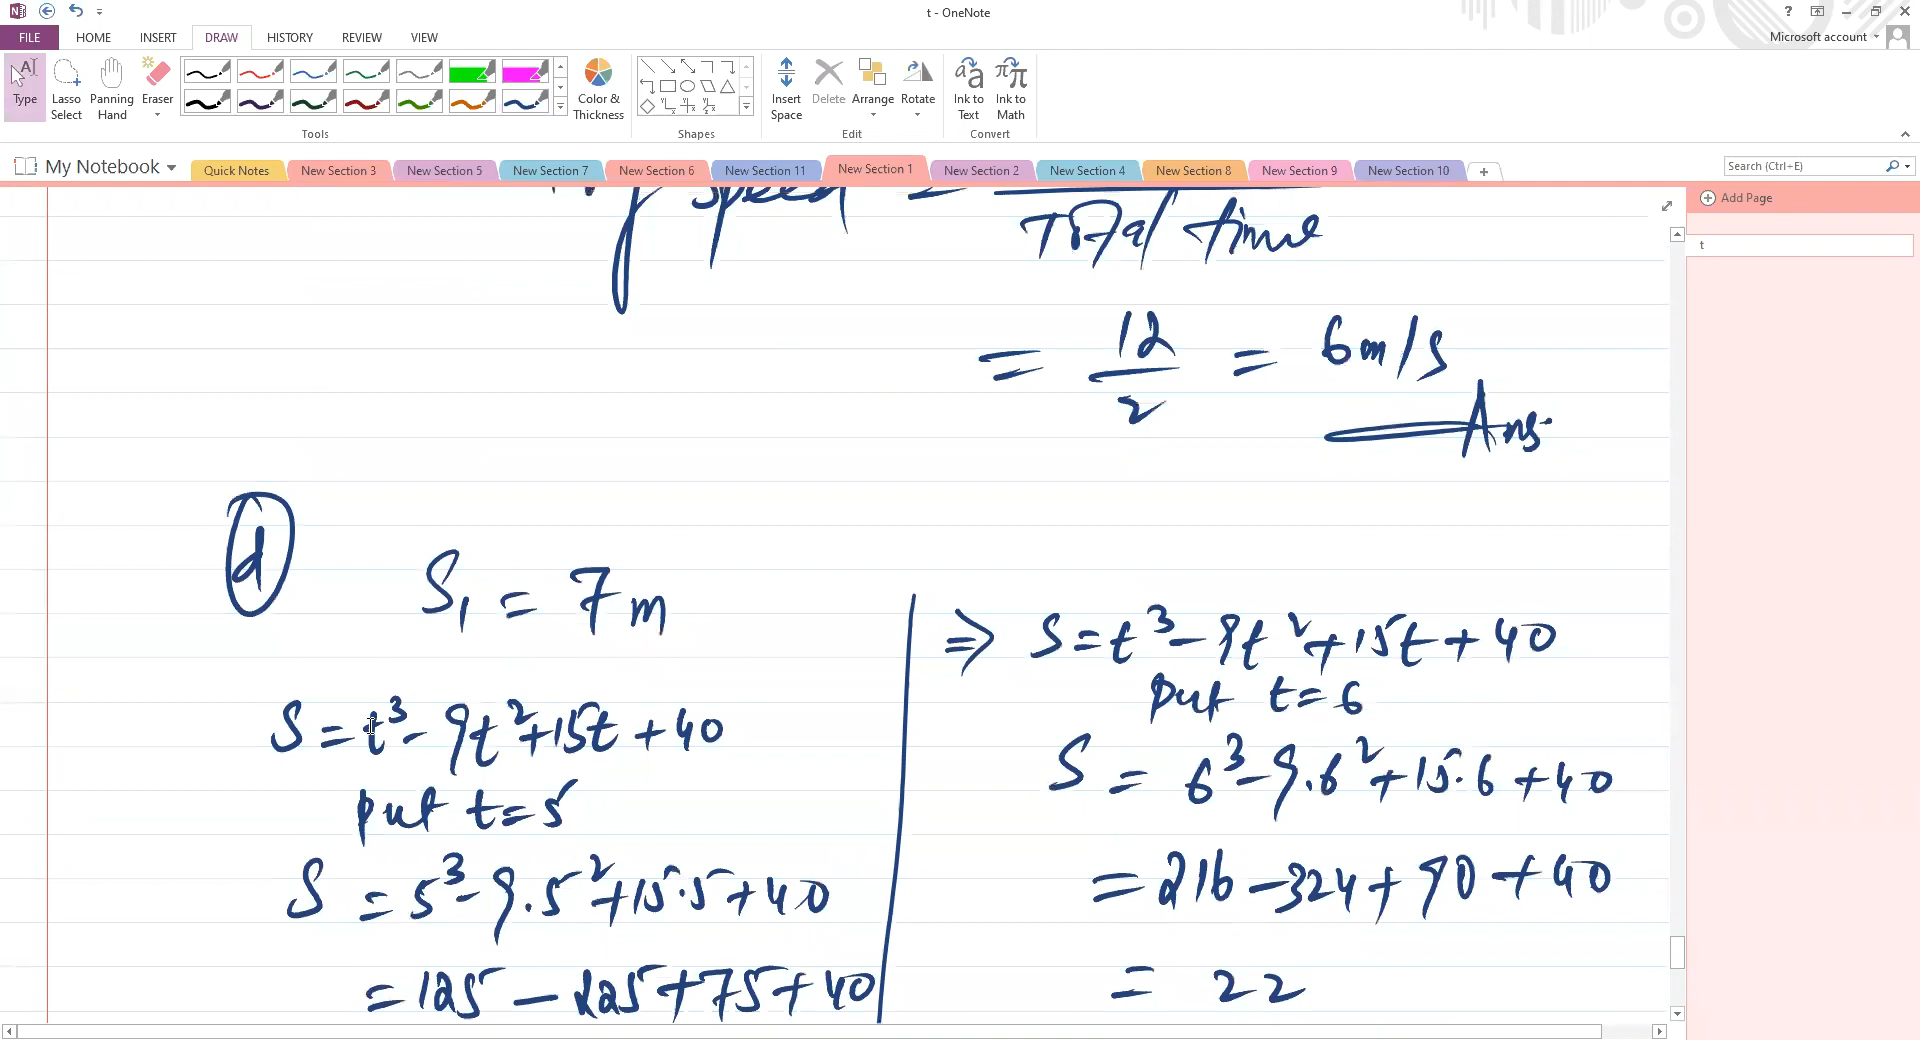 t - OneNote
Microsoft account
FILE HOME INSERT DRAW HISTORY REVIEW VIEW
Type
Lasso Select
Panning Hand
Eraser
Color & Thickness
Insert Space
Delete
Arrange
Rotate
Ink to Text
Ink to Math
Tools Shapes Edit Convert
My Notebook Quick Notes New Section 3 New Section 5 New Section 7 New Section 6 New Section 11 New Section 1 New Section 2 New Section 4 New Section 8 New Section 9 New Section 10
Search (Ctrl+E)
Add Page
t
speed =
Total time
= 12/2 = 6m/s
Ans.
d
S₁ = 7m
S = t³ - 9t² + 15t + 40
put t = 5
S = 5³ - 9.5² + 15.5 + 40
= 125 - 225 + 75 + 40
⇒ S = t³ - 9t² + 15t + 40
put t = 6
S = 6³ - 9.6² + 15.6 + 40
= 216 - 324 + 90 + 40
= 22